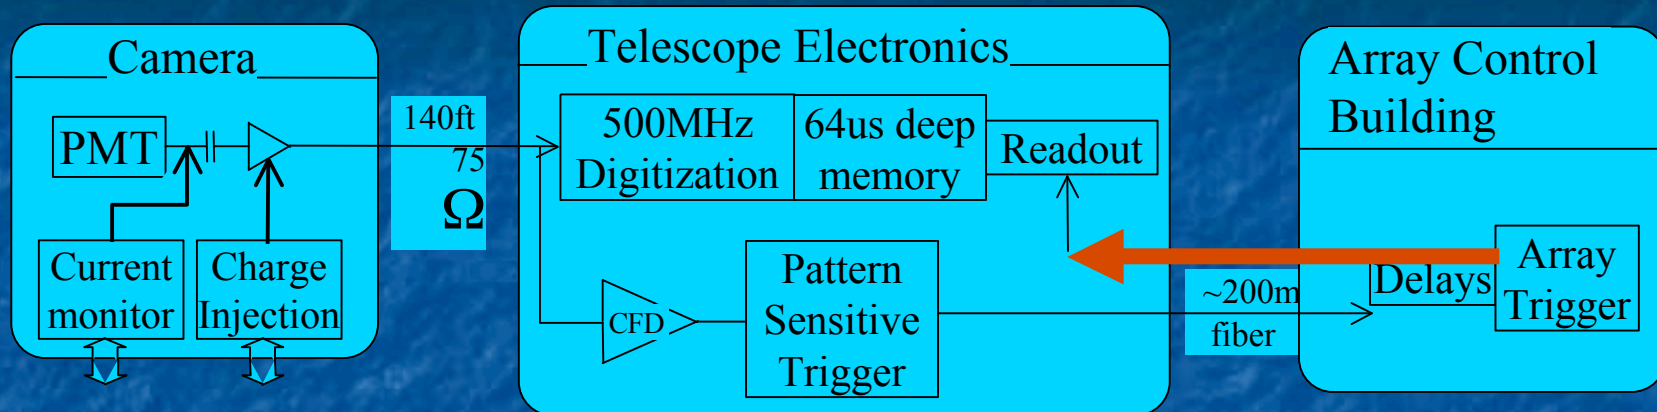 Camera
PMT
Current
monitor
Charge
Injection
140ft
75
Ω
Telescope Electronics
500MHz
Digitization
64us deep
memory
Readout
CFD
Pattern
Sensitive
Trigger
~200m
fiber
Array Control
Building
Delays
Array
Trigger